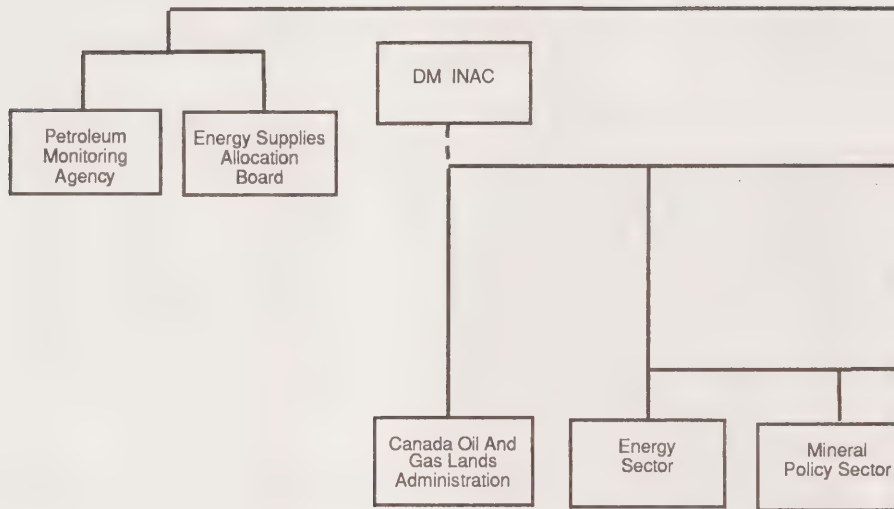 DM INAC
Petroleum
Monitoring
Agency
Energy Supplies
Allocation
Board
Canada Oil And
Gas Lands
Administration
Energy
Sector
Mineral
Policy Sector